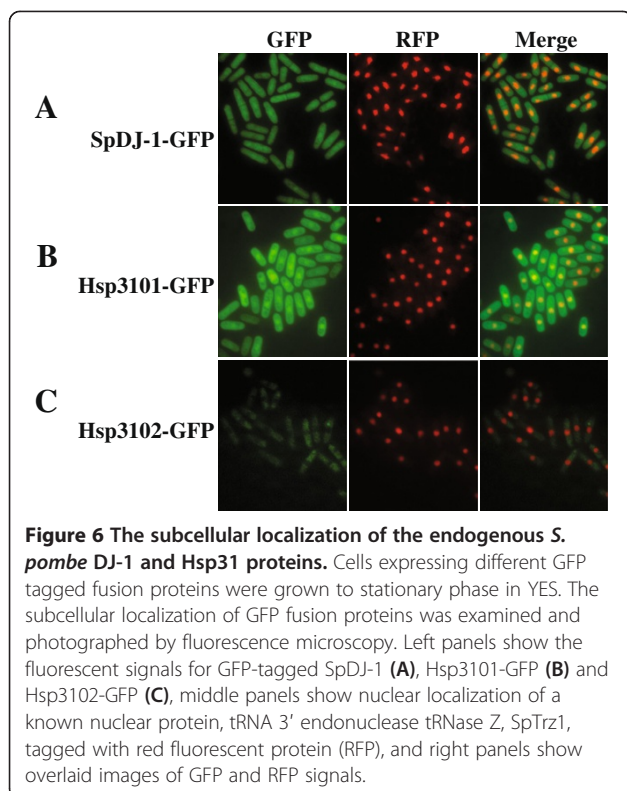 GFP RFP Merge
A
SpDJ-1-GFP
B
Hsp3101-GFP
C
Hsp3102-GFP
Figure 6 The subcellular localization of the endogenous S.
pombe DJ-1 and Hsp31 proteins. Cells expressing different GFP
tagged fusion proteins were grown to stationary phase in YES. The
subcellular localization of GFP fusion proteins was examined and
photographed by fluorescence microscopy. Left panels show the
fluorescent signals for GFP-tagged SpDJ-1 (A), Hsp3101-GFP (B) and
Hsp3102-GFP (C), middle panels show nuclear localization of a
known nuclear protein, tRNA 3′ endonuclease tRNase Z, SpTrz1,
tagged with red fluorescent protein (RFP), and right panels show
overlaid images of GFP and RFP signals.